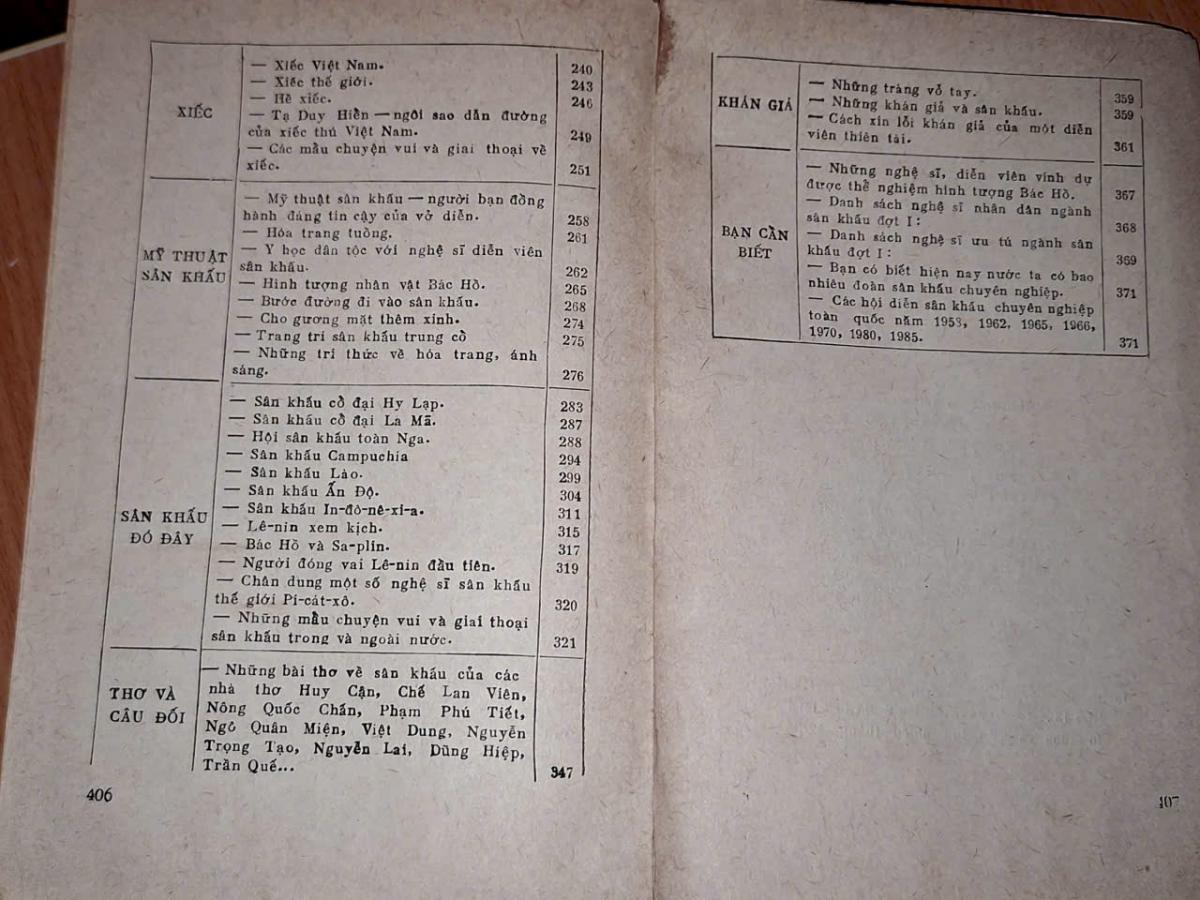 XIẾC
— Xiếc Việt Nam. 240
— Xiếc thế giới. 243
— Hề xiếc. 246
— Tạ Duy Hiển — ngôi sao dẫn đường
của xiếc thú Việt Nam. 249
— Các mẩu chuyện vui và giai thoại về
xiếc. 251
MỸ THUẬT
SÂN KHẤU
— Mỹ thuật sân khấu — người bạn đồng
hành đáng tin cậy của vở diễn. 258
— Hóa trang tuồng. 261
— Y học dân tộc với nghệ sĩ diễn viên
sân khấu. 262
— Hình tượng nhân vật Bác Hồ. 265
— Bước đường đi vào sân khấu. 268
— Cho gương mặt thêm xinh. 274
— Trang trí sân khấu trung cổ 275
— Những tri thức về hóa trang, ánh
sáng. 276
SÂN KHẤU
ĐÓ ĐÂY
— Sân khấu cổ đại Hy Lạp. 283
— Sân khấu cổ đại La Mã. 287
— Hội sân khấu toàn Nga. 288
— Sân khấu Campuchia 294
— Sân khấu Lào. 299
— Sân khấu Ấn Độ. 304
— Sân khấu In-đô-nê-xi-a. 311
— Lê-nin xem kịch. 315
— Bác Hồ và Sa-plin. 317
— Người đóng vai Lê-nin đầu tiên. 319
— Chân dung một số nghệ sĩ sân khấu
thế giới Pi-cát-xô. 320
— Những mẩu chuyện vui và giai thoại
sân khấu trong và ngoài nước. 321
THƠ VÀ
CÂU ĐỐI
— Những bài thơ về sân khấu của các
nhà thơ Huy Cận, Chế Lan Viên,
Nông Quốc Chấn, Phạm Phú Tiết,
Ngô Quân Miện, Việt Dung, Nguyễn
Trọng Tạo, Nguyễn Lai, Dũng Hiệp,
Trần Quế... 347
406
KHÁN GIẢ
— Những tràng vỗ tay. 359
— Những khán giả và sân khấu. 359
— Cách xin lỗi khán giả của một diễn
viên thiên tài. 361
BẠN CẦN
BIẾT
— Những nghệ sĩ, diễn viên vinh dự
được thể nghiệm hình tượng Bác Hồ. 367
— Danh sách nghệ sĩ nhân dân ngành
sân khấu đợt I: 368
— Danh sách nghệ sĩ ưu tú ngành sân
khấu đợt I: 369
— Bạn có biết hiện nay nước ta có bao
nhiêu đoàn sân khấu chuyên nghiệp. 371
— Các hội diễn sân khấu chuyên nghiệp
toàn quốc năm 1953, 1962, 1965, 1966,
1970, 1980, 1985. 371
407